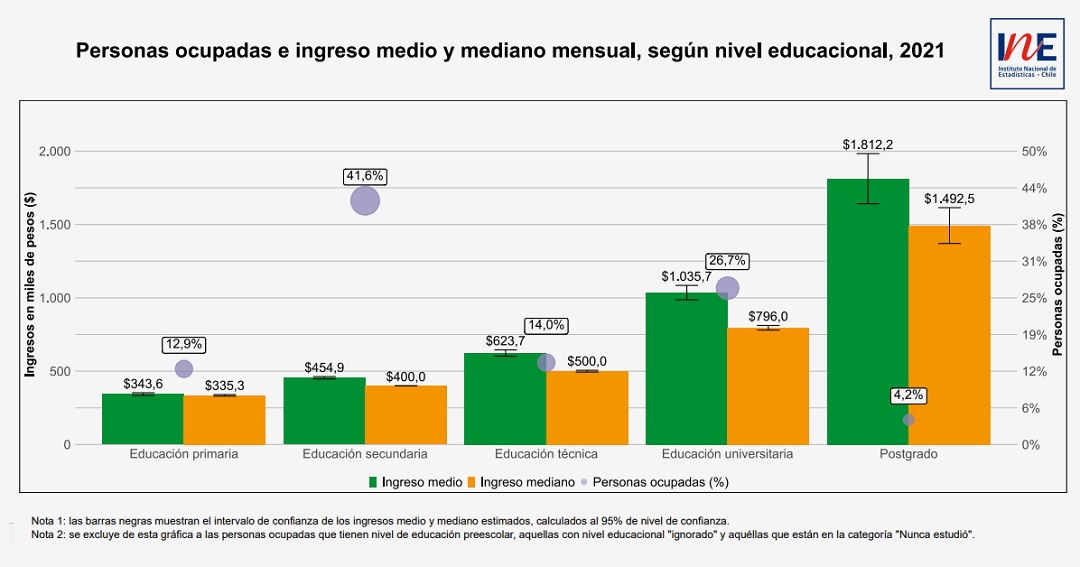 Personas ocupadas e ingreso medio y mediano mensual, según nivel educacional, 2021
INE
Instituto Nacional de
Estadísticas - Chile
Ingresos en miles de pesos ($)
2.000
1.500
1.000
500
0
12,9%
$343,6
$335,3
41,6%
$454,9
$400,0
14,0%
$623,7
$500,0
26,7%
$1.035,7
$796,0
$1.812,2
$1.492,5
4,2%
50%
44%
38%
31%
25%
19%
12%
6%
0%
Personas ocupadas (%)
Educación primaria
Educación secundaria
Educación técnica
Educación universitaria
Postgrado
Ingreso medio
Ingreso mediano
Personas ocupadas (%)
Nota 1: las barras negras muestran el intervalo de confianza de los ingresos medio y mediano estimados, calculados al 95% de nivel de confianza.
Nota 2: se excluye de esta gráfica a las personas ocupadas que tienen nivel de educación preescolar, aquellas con nivel educacional "ignorado" y aquéllas que están en la categoría "Nunca estudió".